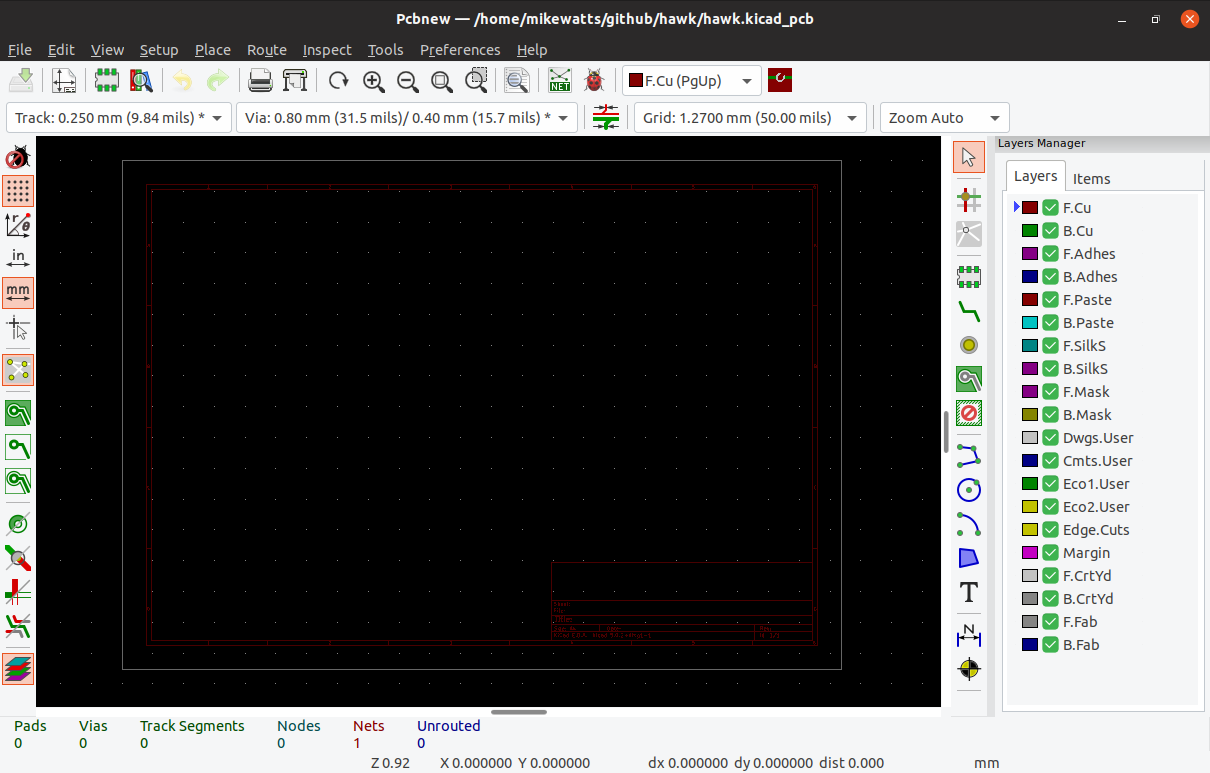 Pcbnew — /home/mikewatts/github/hawk/hawk.kicad_pcb
File Edit View Setup Place Route Inspect Tools Preferences Help
NET
F.Cu (PgUp)
Track: 0.250 mm (9.84 mils) * Via: 0.80 mm (31.5 mils)/ 0.40 mm (15.7 mils) * Grid: 1.2700 mm (50.00 mils) Zoom Auto
Layers Manager
Layers Items
r θ
in
mm
T
N
F.Cu
B.Cu
F.Adhes
B.Adhes
F.Paste
B.Paste
F.SilkS
B.SilkS
F.Mask
B.Mask
Dwgs.User
Cmts.User
Eco1.User
Eco2.User
Edge.Cuts
Margin
F.CrtYd
B.CrtYd
F.Fab
B.Fab
Pads Vias Track Segments Nodes Nets Unrouted
0 0 0 0 1 0
Z 0.92 X 0.000000 Y 0.000000 dx 0.000000 dy 0.000000 dist 0.000 mm